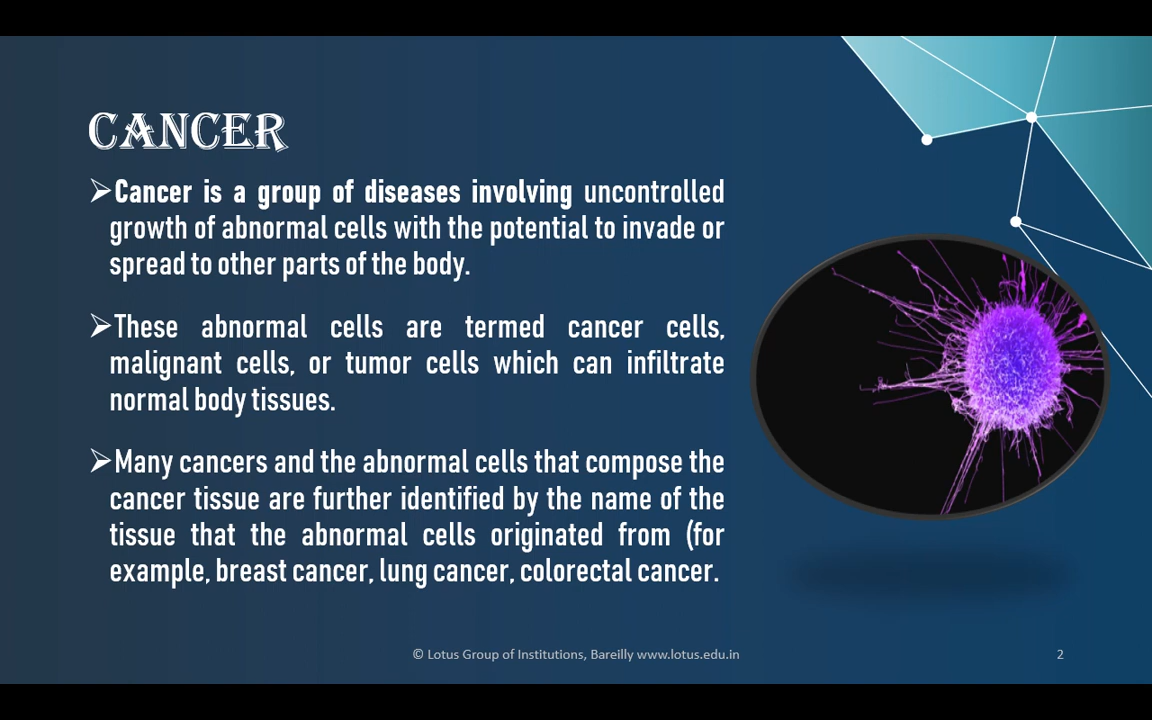 CANCER
➢Cancer is a group of diseases involving uncontrolled
growth of abnormal cells with the potential to invade or
spread to other parts of the body.
➢These abnormal cells are termed cancer cells,
malignant cells, or tumor cells which can infiltrate
normal body tissues.
➢Many cancers and the abnormal cells that compose the
cancer tissue are further identified by the name of the
tissue that the abnormal cells originated from (for
example, breast cancer, lung cancer, colorectal cancer.
© Lotus Group of Institutions, Bareilly www.lotus.edu.in
2